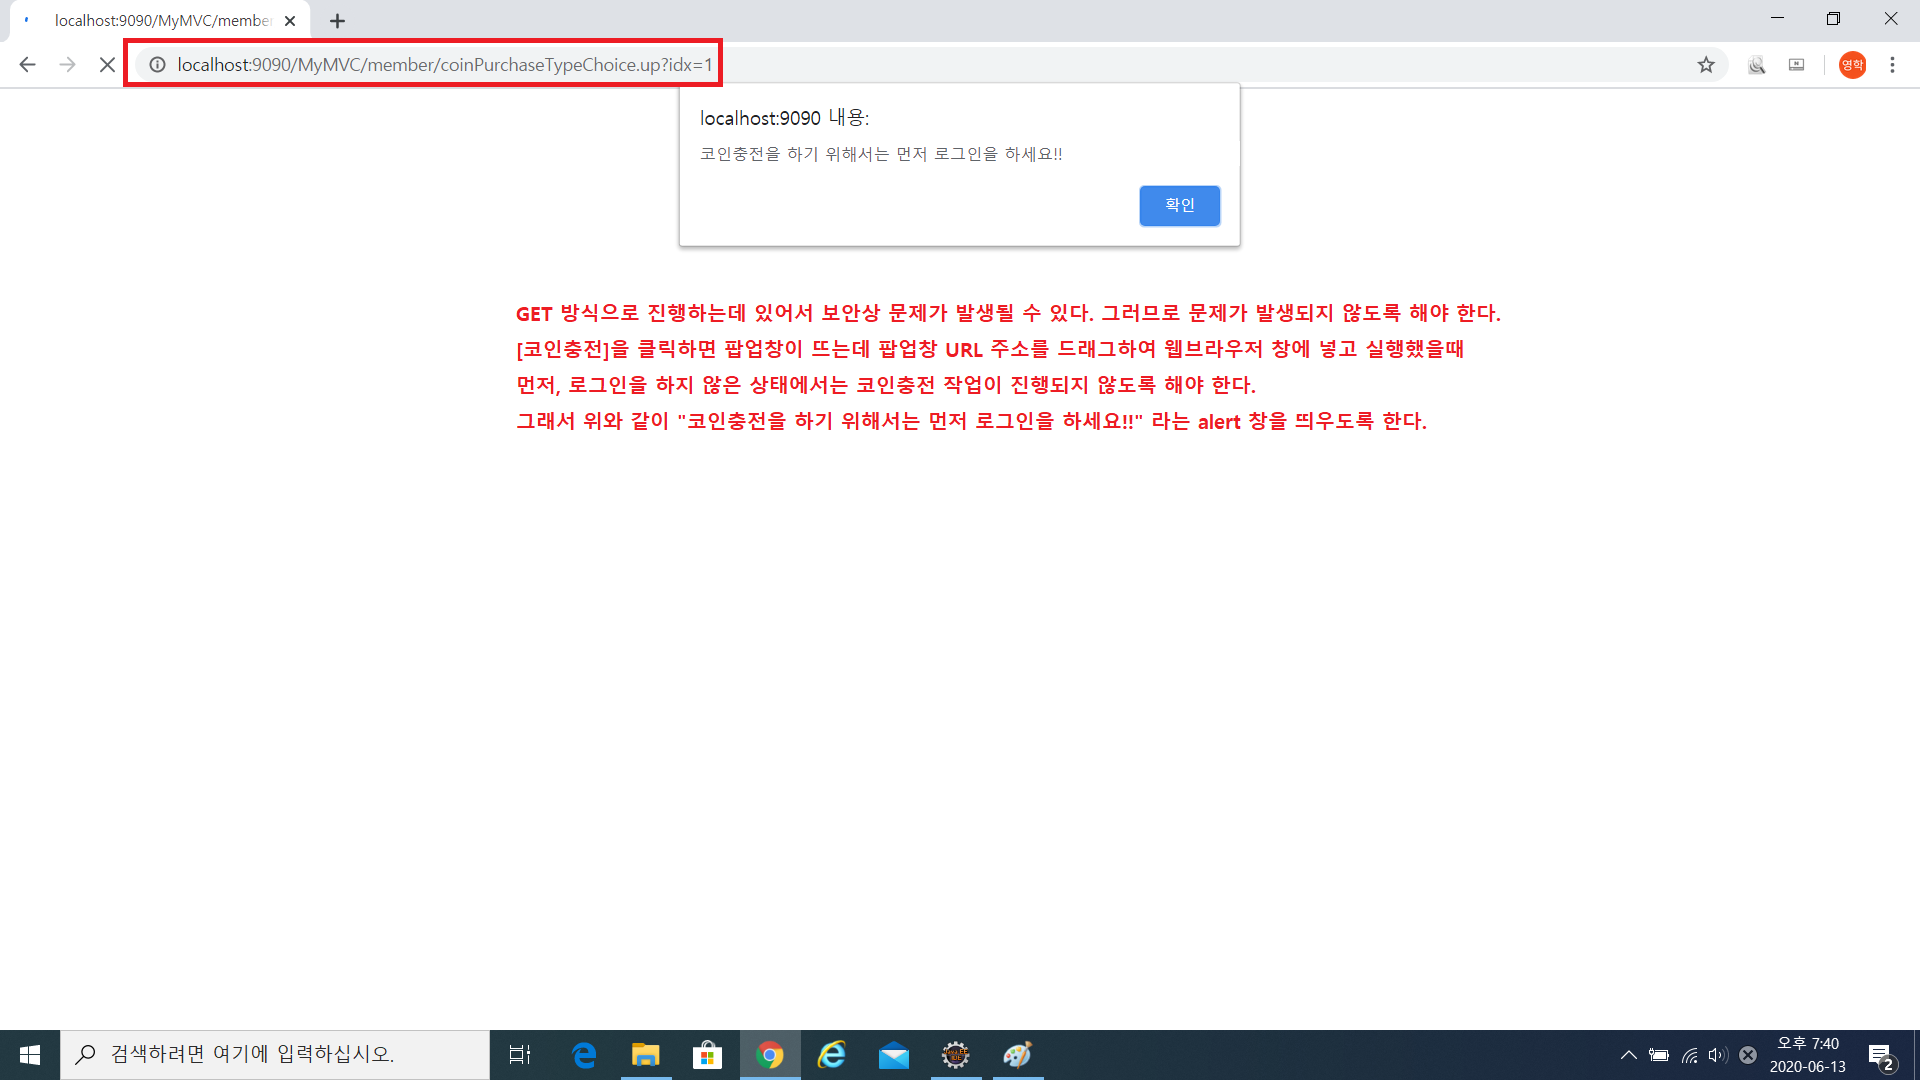 localhost:9090/MyMVC/member
localhost:9090/MyMVC/member/coinPurchaseTypeChoice.up?idx=1
영학
localhost:9090 내용:
코인충전을 하기 위해서는 먼저 로그인을 하세요!!
확인
GET 방식으로 진행하는데 있어서 보안상 문제가 발생될 수 있다. 그러므로 문제가 발생되지 않도록 해야 한다.
[코인충전]을 클릭하면 팝업창이 뜨는데 팝업창 URL 주소를 드래그하여 웹브라우저 창에 넣고 실행했을때
먼저, 로그인을 하지 않은 상태에서는 코인충전 작업이 진행되지 않도록 해야 한다.
그래서 위와 같이 "코인충전을 하기 위해서는 먼저 로그인을 하세요!!" 라는 alert 창을 띄우도록 한다.
검색하려면 여기에 입력하십시오.
오후 7:40
2020-06-13
2